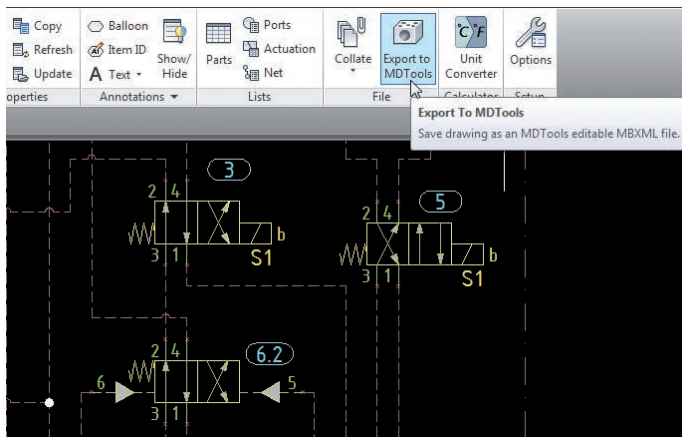 Copy
Refresh
Update
operties
Balloon
Item ID
A Text
Show/
Hide
Annotations
Parts
Ports
Actuation
Net
Lists
Collate
Export to
MDTools
File
°C °F
Unit
Converter
Calculator
Options
Setup
Export To MDTools
Save drawing as an MDTools editable MBXML file.
3
2 4
b
3 1
S1
5
2 4
b
3 1
S1
6.2
2 4
6
5
3 1